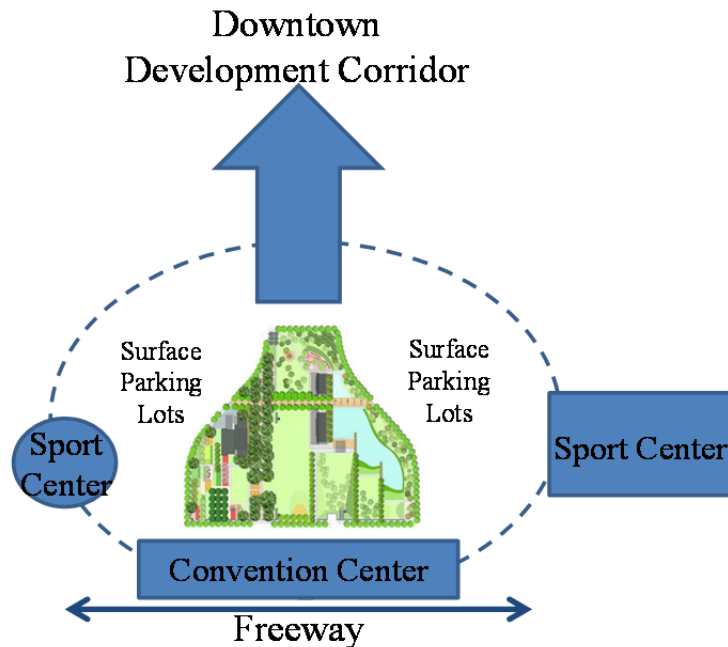 Downtown
Development Corridor
Surface
Parking
Lots
Surface
Parking
Lots
Sport
Center
Sport Center
Convention Center
Freeway